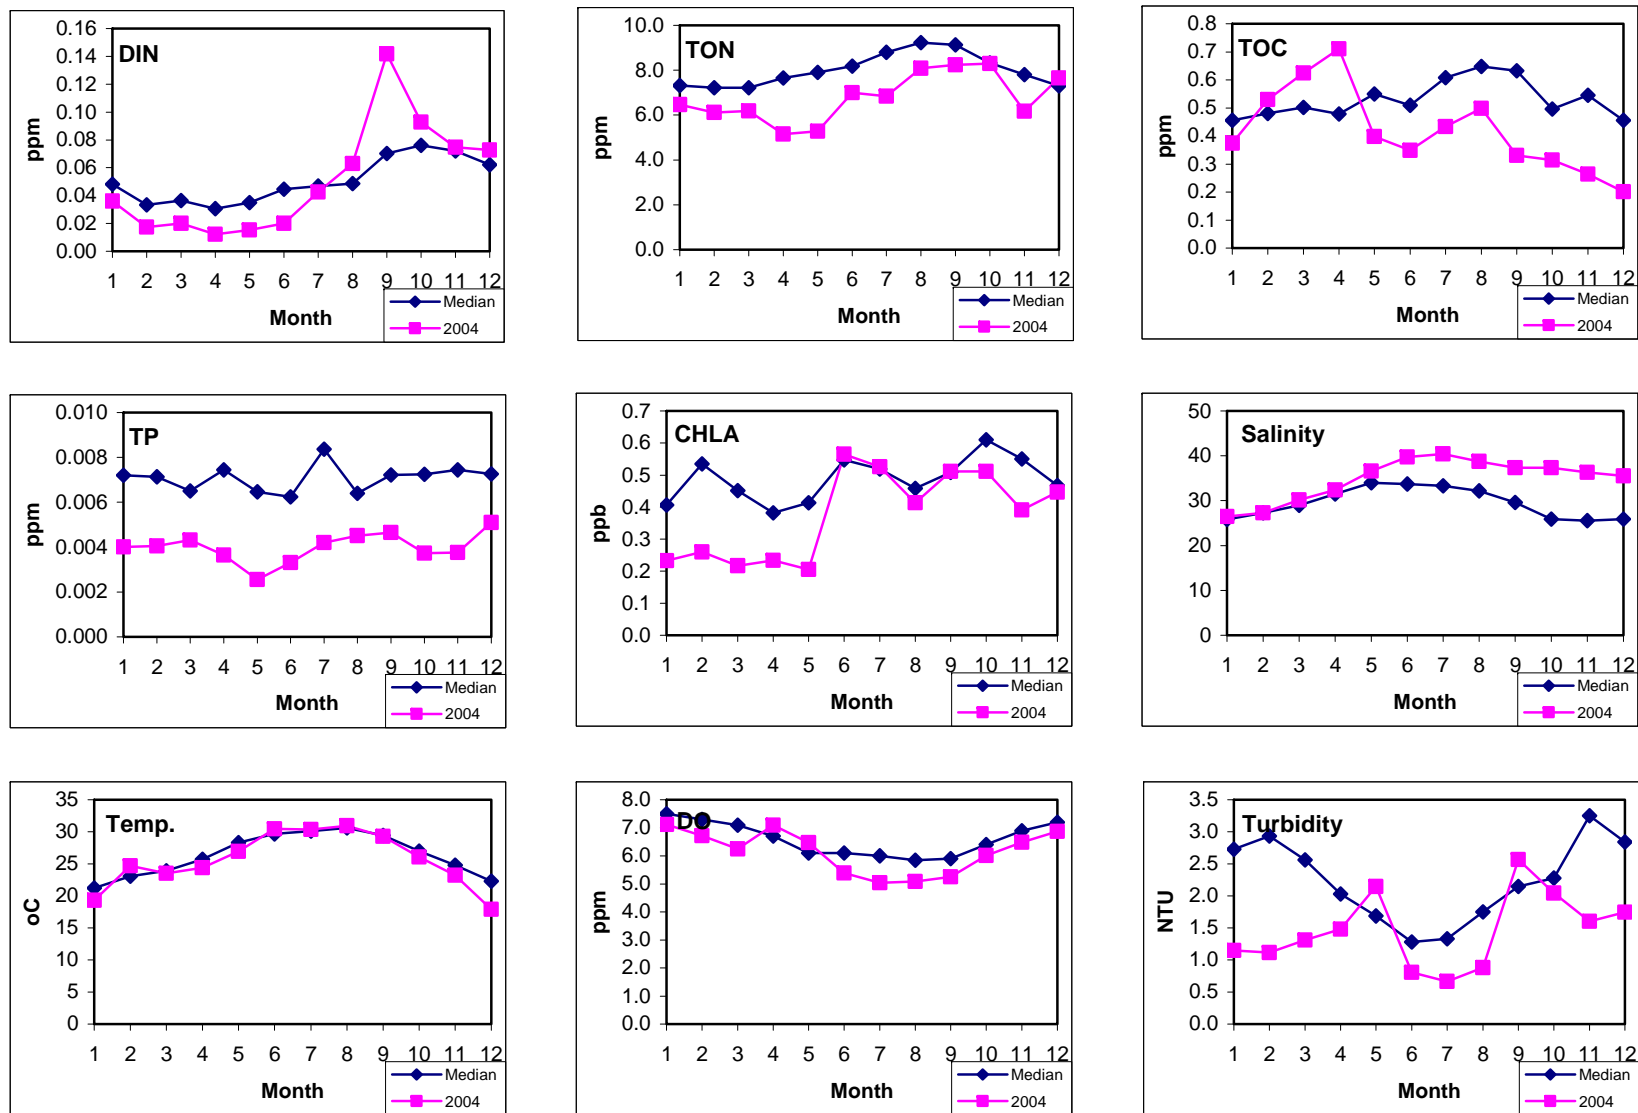 DIN
ppm
0.16
0.14
0.12
0.10
0.08
0.06
0.04
0.02
0.00
1 2 3 4 5 6 7 8 9 10 11 12
Month
Median
2004
TON
ppm
10.0
8.0
6.0
4.0
2.0
0.0
1 2 3 4 5 6 7 8 9 10 11 12
Month
Median
2004
TOC
ppm
0.8
0.7
0.6
0.5
0.4
0.3
0.2
0.1
0.0
1 2 3 4 5 6 7 8 9 10 11 12
Month
Median
2004
TP
ppm
0.010
0.008
0.006
0.004
0.002
0.000
1 2 3 4 5 6 7 8 9 10 11 12
Month
Median
2004
CHLA
ppb
0.7
0.6
0.5
0.4
0.3
0.2
0.1
0.0
1 2 3 4 5 6 7 8 9 10 11 12
Month
Median
2004
Salinity
50
40
30
20
10
0
1 2 3 4 5 6 7 8 9 10 11 12
Month
Median
2004
Temp.
oC
35
30
25
20
15
10
5
0
1 2 3 4 5 6 7 8 9 10 11 12
Month
Median
2004
DO
ppm
8.0
7.0
6.0
5.0
4.0
3.0
2.0
1.0
0.0
1 2 3 4 5 6 7 8 9 10 11 12
Month
Median
2004
Turbidity
NTU
3.5
3.0
2.5
2.0
1.5
1.0
0.5
0.0
1 2 3 4 5 6 7 8 9 10 11 12
Month
Median
2004